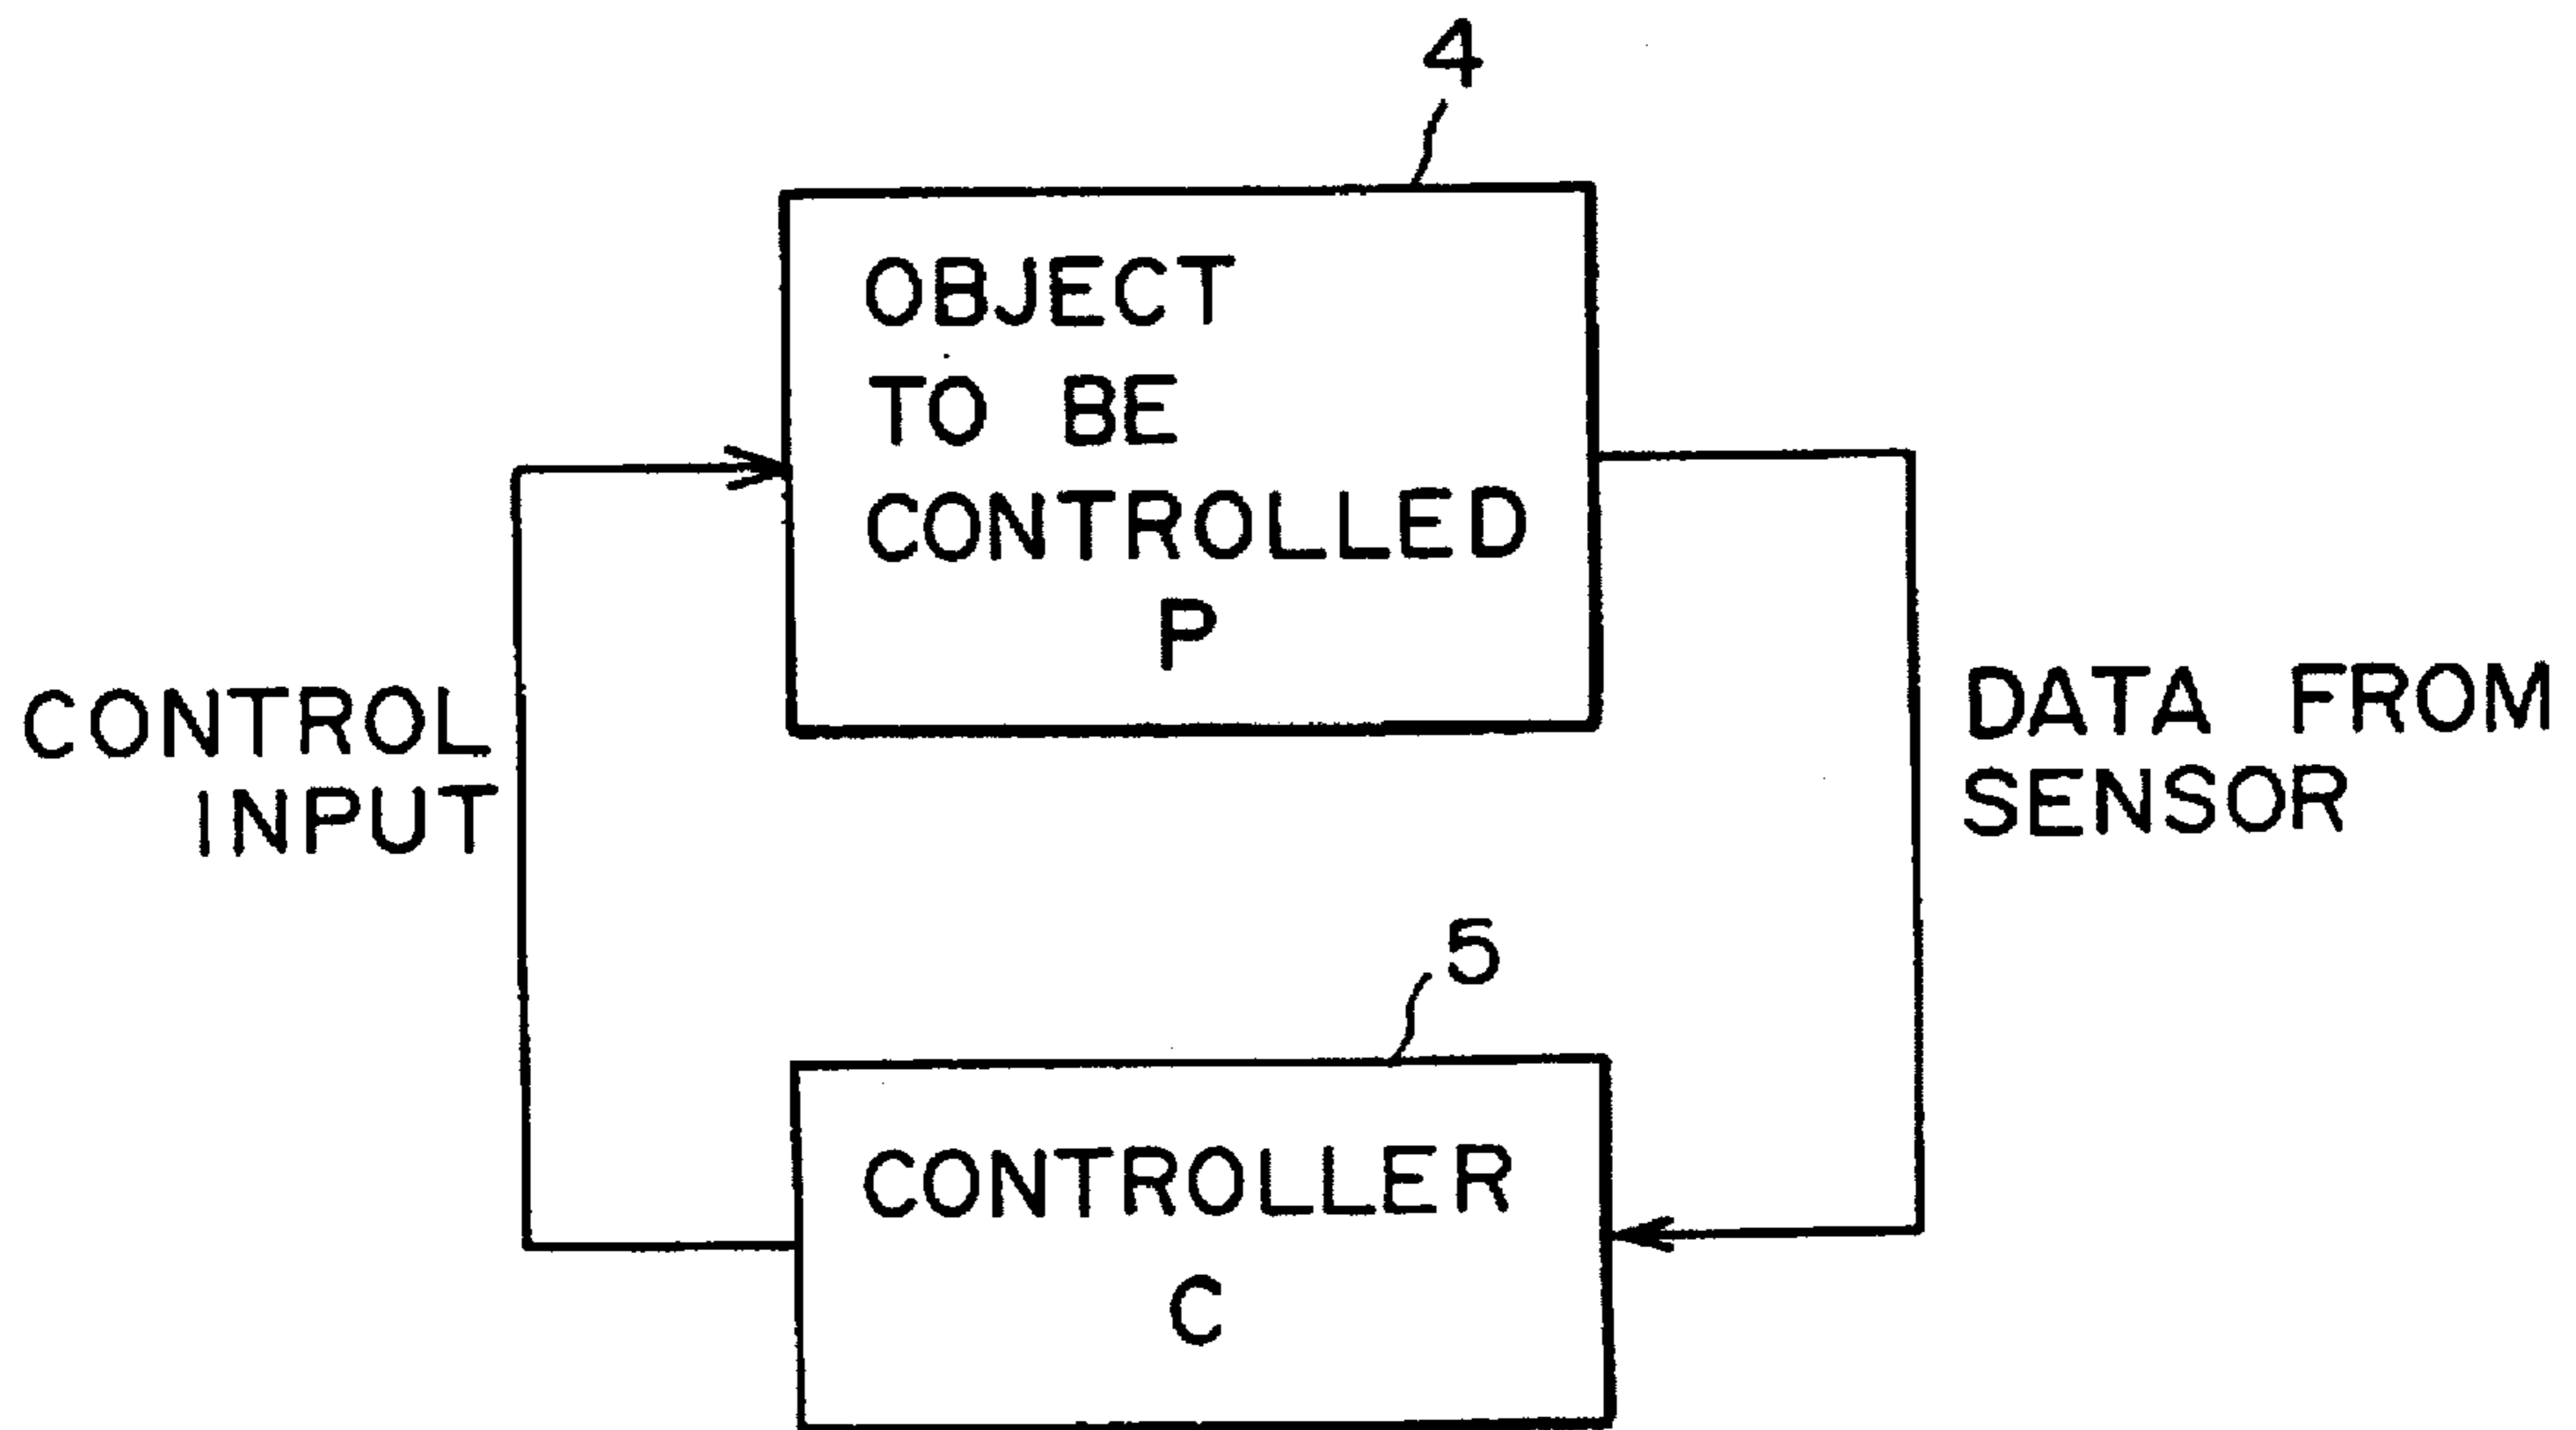 4
OBJECT
TO BE
CONTROLLED
P
CONTROL
INPUT
DATA FROM
SENSOR
5
CONTROLLER
C